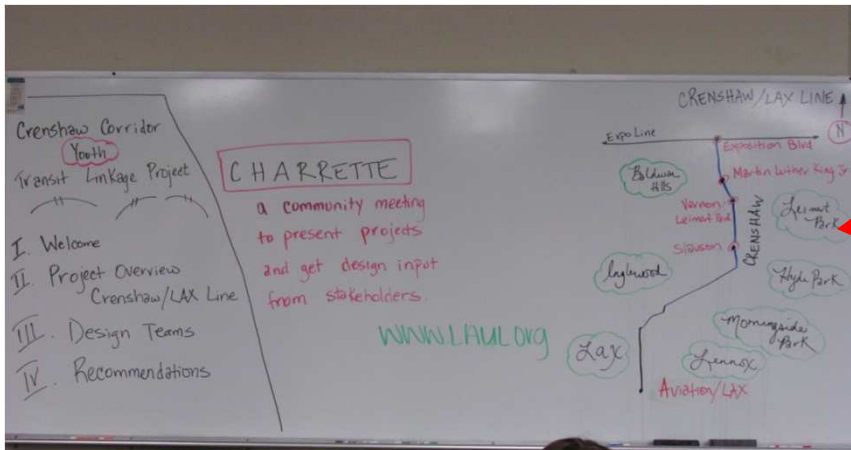 Crenshaw Corridor
Youth
Transit Linkage Project
I. Welcome
II. Project Overview
Crenshaw/LAX Line
III. Design Teams
IV. Recommendations
CHARRETTE
a community meeting
to present projects
and get design input
from stakeholders.
WWW.LAUL.org
CRENSHAW/LAX LINE
N
Expo Line
Exposition Blvd
Baldwin
Hills
Martin Luther King Jr
Vernon
Leimert Park
CRENSHAW
Leimert
Park
Slauson
Inglewood
Hyde Park
Morningside
Park
Lax
Lennox
Aviation/LAX